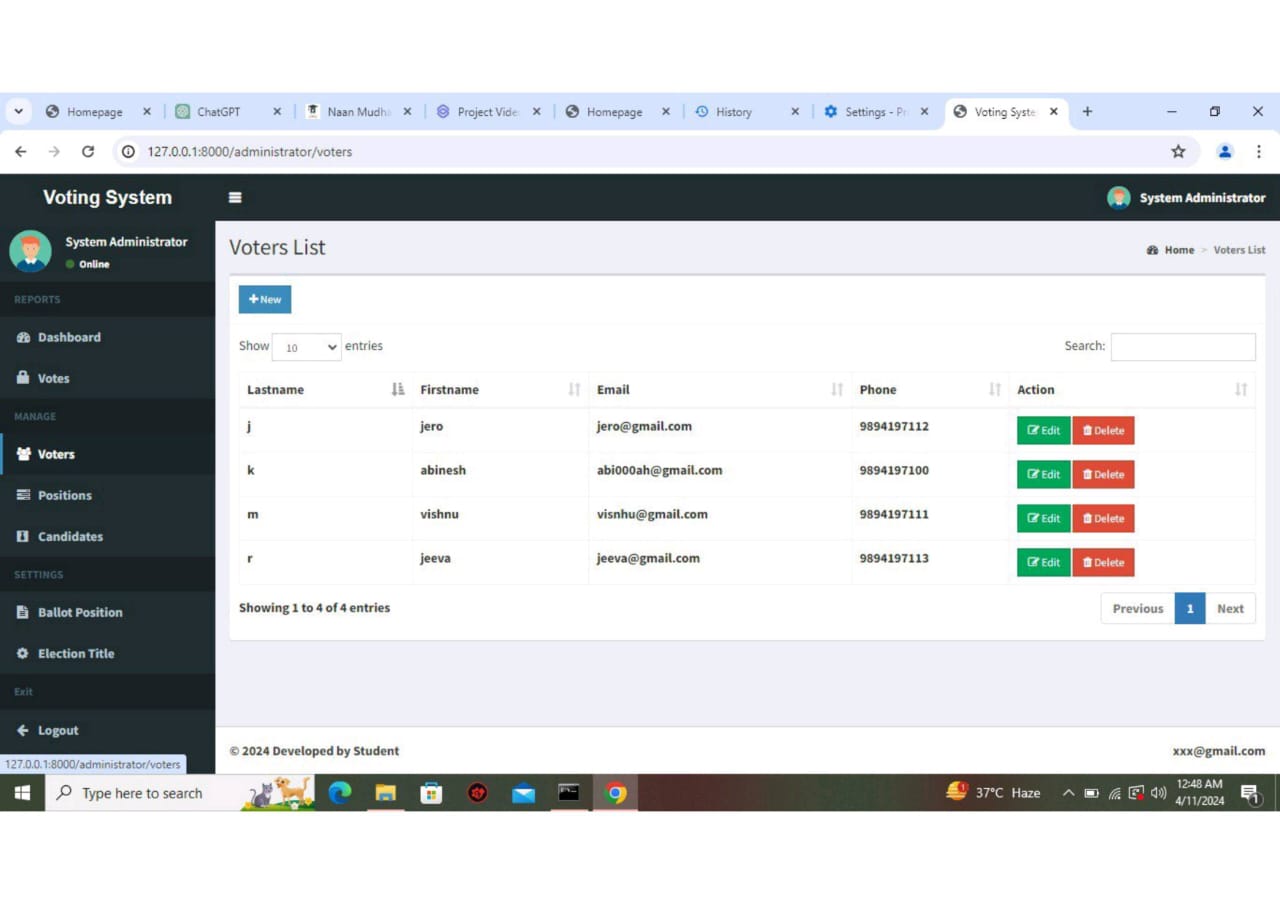 Homepage ChatGPT Naan Mudha Project Vide Homepage History Settings - Pr Voting Syste
127.0.0.1:8000/administrator/voters
Voting System
System Administrator
System Administrator
Online
REPORTS
Dashboard
Votes
MANAGE
Voters
Positions
Candidates
SETTINGS
Ballot Position
Election Title
Exit
Logout
Voters List
Home > Voters List
New
Show 10 entries
Search:
Lastname Firstname Email Phone Action
j jero jero@gmail.com 9894197112 Edit Delete
k abinesh abi000ah@gmail.com 9894197100 Edit Delete
m vishnu visnhu@gmail.com 9894197111 Edit Delete
r jeeva jeeva@gmail.com 9894197113 Edit Delete
Showing 1 to 4 of 4 entries
Previous 1 Next
© 2024 Developed by Student
xxx@gmail.com
127.0.0.1:8000/administrator/voters
Type here to search
37°C Haze
12:48 AM
4/11/2024
1